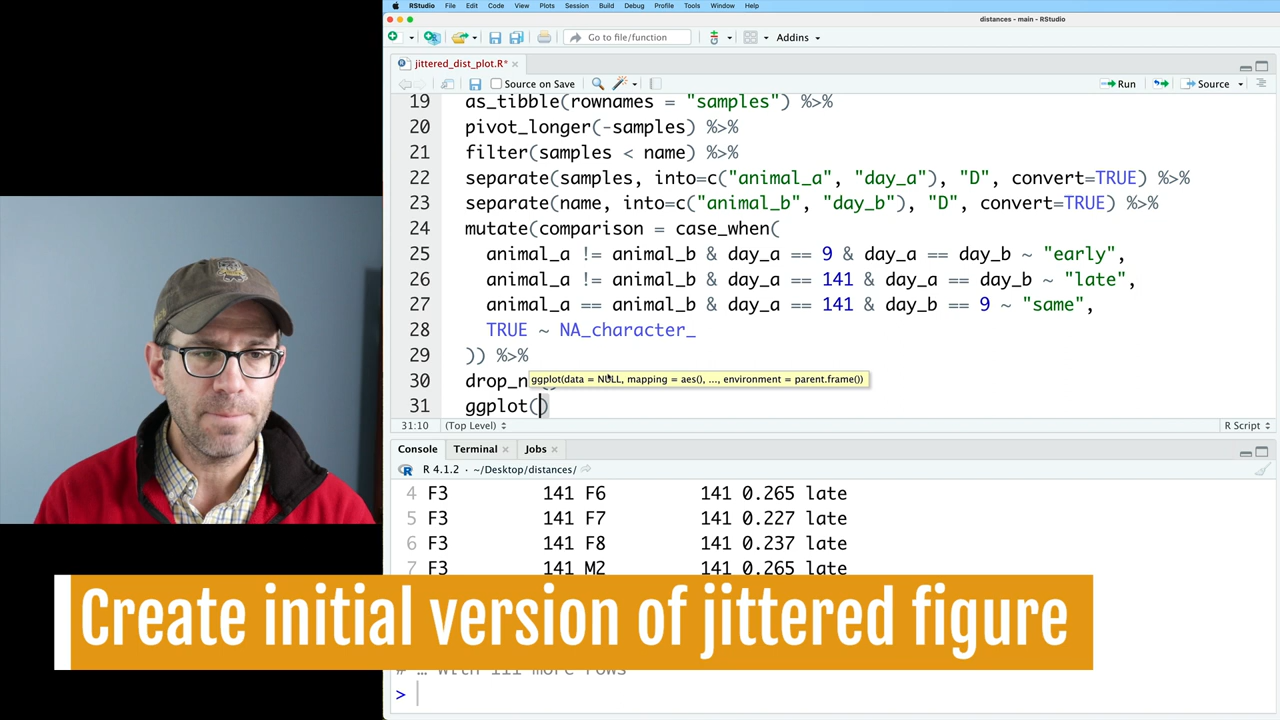 RStudio File Edit Code View Plots Session Build Debug Profile Tools Window Help
distances - main - RStudio
Go to file/function
Addins
jittered_dist_plot.R*
Source on Save
Run
Source
19 as_tibble(rownames = "samples") %>%
20 pivot_longer(-samples) %>%
21 filter(samples < name) %>%
22 separate(samples, into=c("animal_a", "day_a"), "D", convert=TRUE) %>%
23 separate(name, into=c("animal_b", "day_b"), "D", convert=TRUE) %>%
24 mutate(comparison = case_when(
25 animal_a != animal_b & day_a == 9 & day_a == day_b ~ "early",
26 animal_a != animal_b & day_a == 141 & day_a == day_b ~ "late",
27 animal_a == animal_b & day_a == 141 & day_b == 9 ~ "same",
28 TRUE ~ NA_character_
29 )) %>%
ggplot(data = NULL, mapping = aes(), ..., environment = parent.frame())
30 drop_n
31 ggplot()
31:10 (Top Level) R Script
Console Terminal Jobs
R 4.1.2 · ~/Desktop/distances/
4 F3 141 F6 141 0.265 late
5 F3 141 F7 141 0.227 late
6 F3 141 F8 141 0.237 late
7 F3 141 M2 141 0.265 late
Create initial version of jittered figure
>